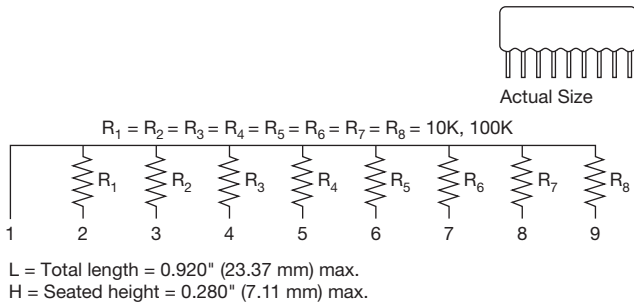 Actual Size
R₁ = R₂ = R₃ = R₄ = R₅ = R₆ = R₇ = R₈ = 10K, 100K
R₁ R₂ R₃ R₄ R₅ R₆ R₇ R₈
1 2 3 4 5 6 7 8 9
L = Total length = 0.920" (23.37 mm) max.
H = Seated height = 0.280" (7.11 mm) max.